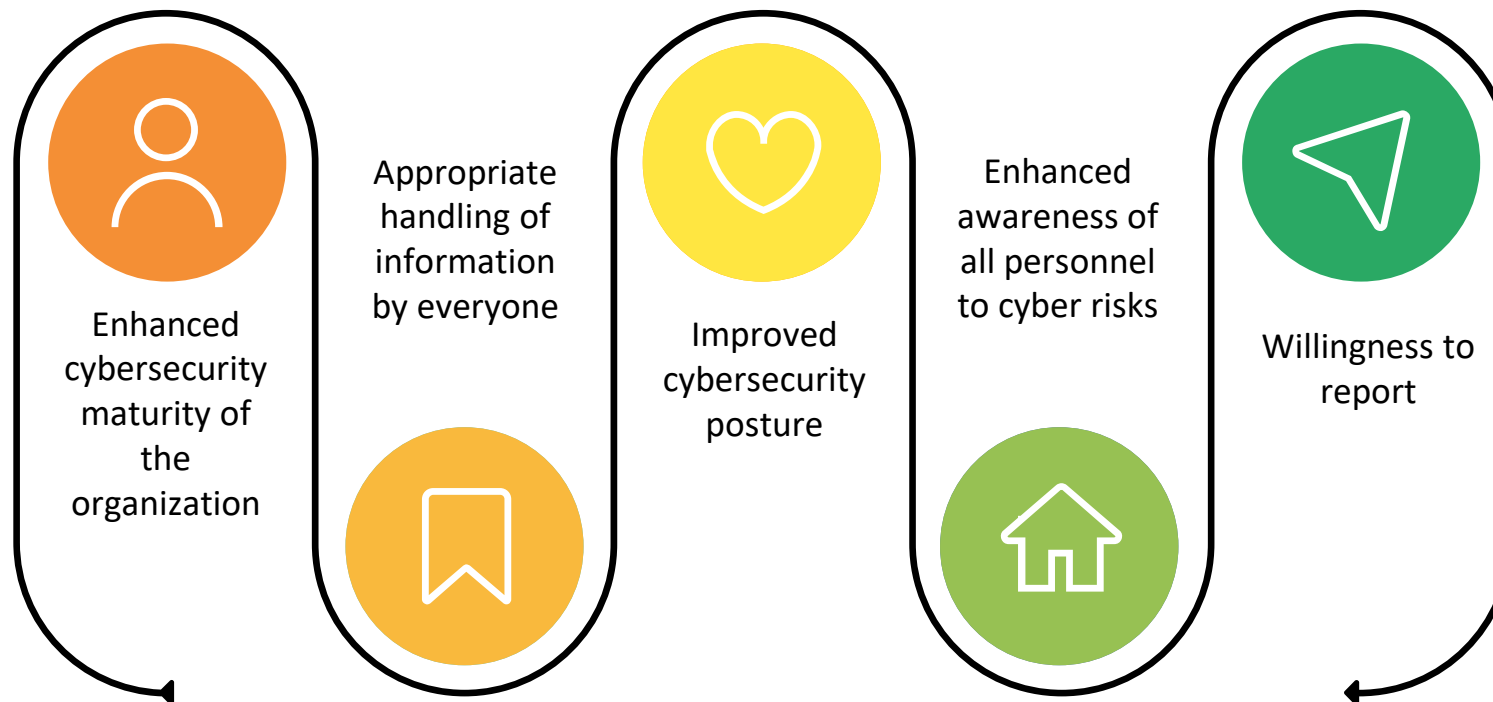 Enhanced
cybersecurity
maturity of
the
organization
Appropriate
handling of
information
by everyone
Improved
cybersecurity
posture
Enhanced
awareness of
all personnel
to cyber risks
Willingness to
report